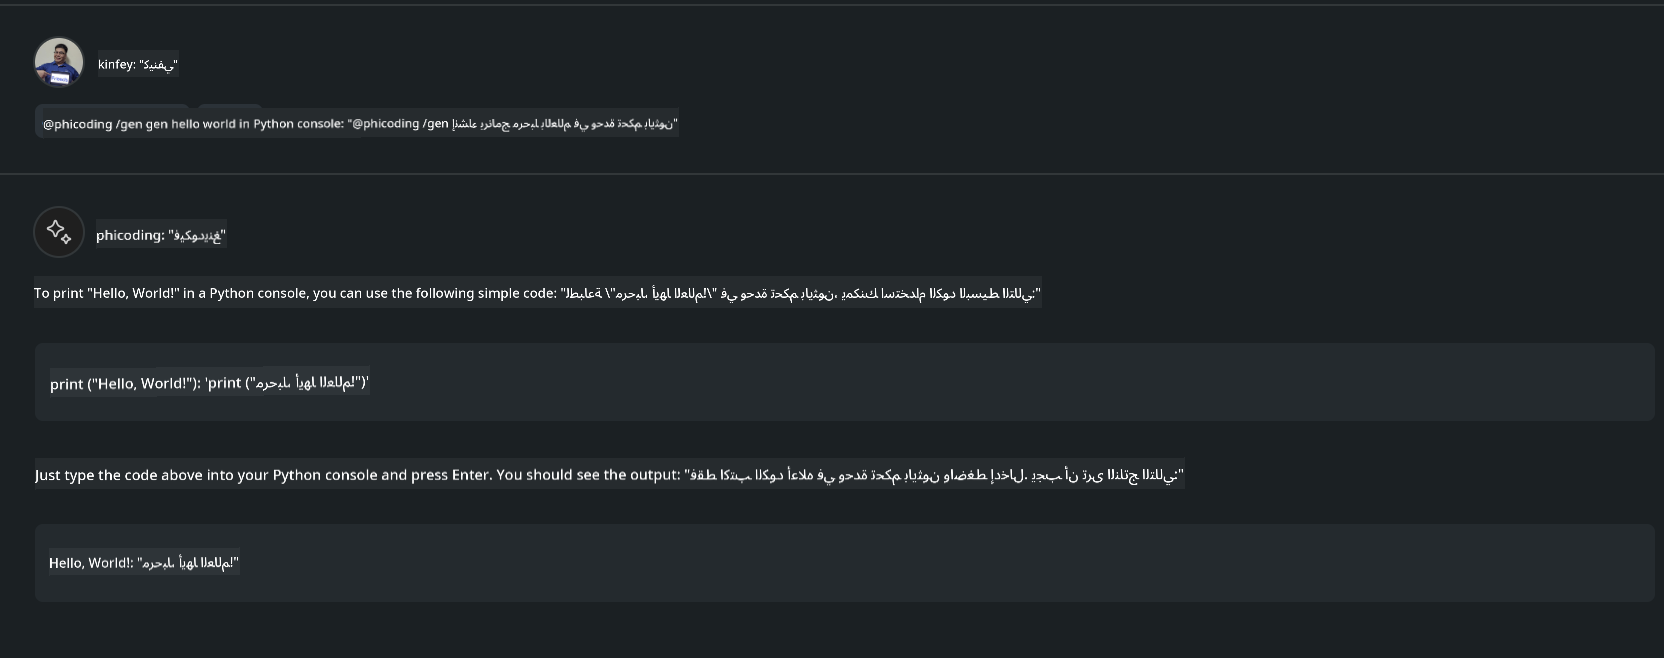 kinfey: "كينفي"
@phicoding /gen gen hello world in Python console: "@phicoding /gen إنشاء برنامج مرحبا بالعالم في وحدة تحكم بايثون"
phicoding: "فيكودينغ"
To print "Hello, World!" in a Python console, you can use the following simple code: "لطباعة \"مرحبا، أيها العالم!\" في وحدة تحكم بايثون، يمكنك استخدام الكود البسيط التالي:"
print ("Hello, World!"): 'print ("مرحبا، أيها العالم!")'
Just type the code above into your Python console and press Enter. You should see the output: "فقط اكتب الكود أعلاه في وحدة تحكم بايثون واضغط إدخال. يجب أن ترى الناتج التالي:"
Hello, World!: "مرحبا، أيها العالم!"